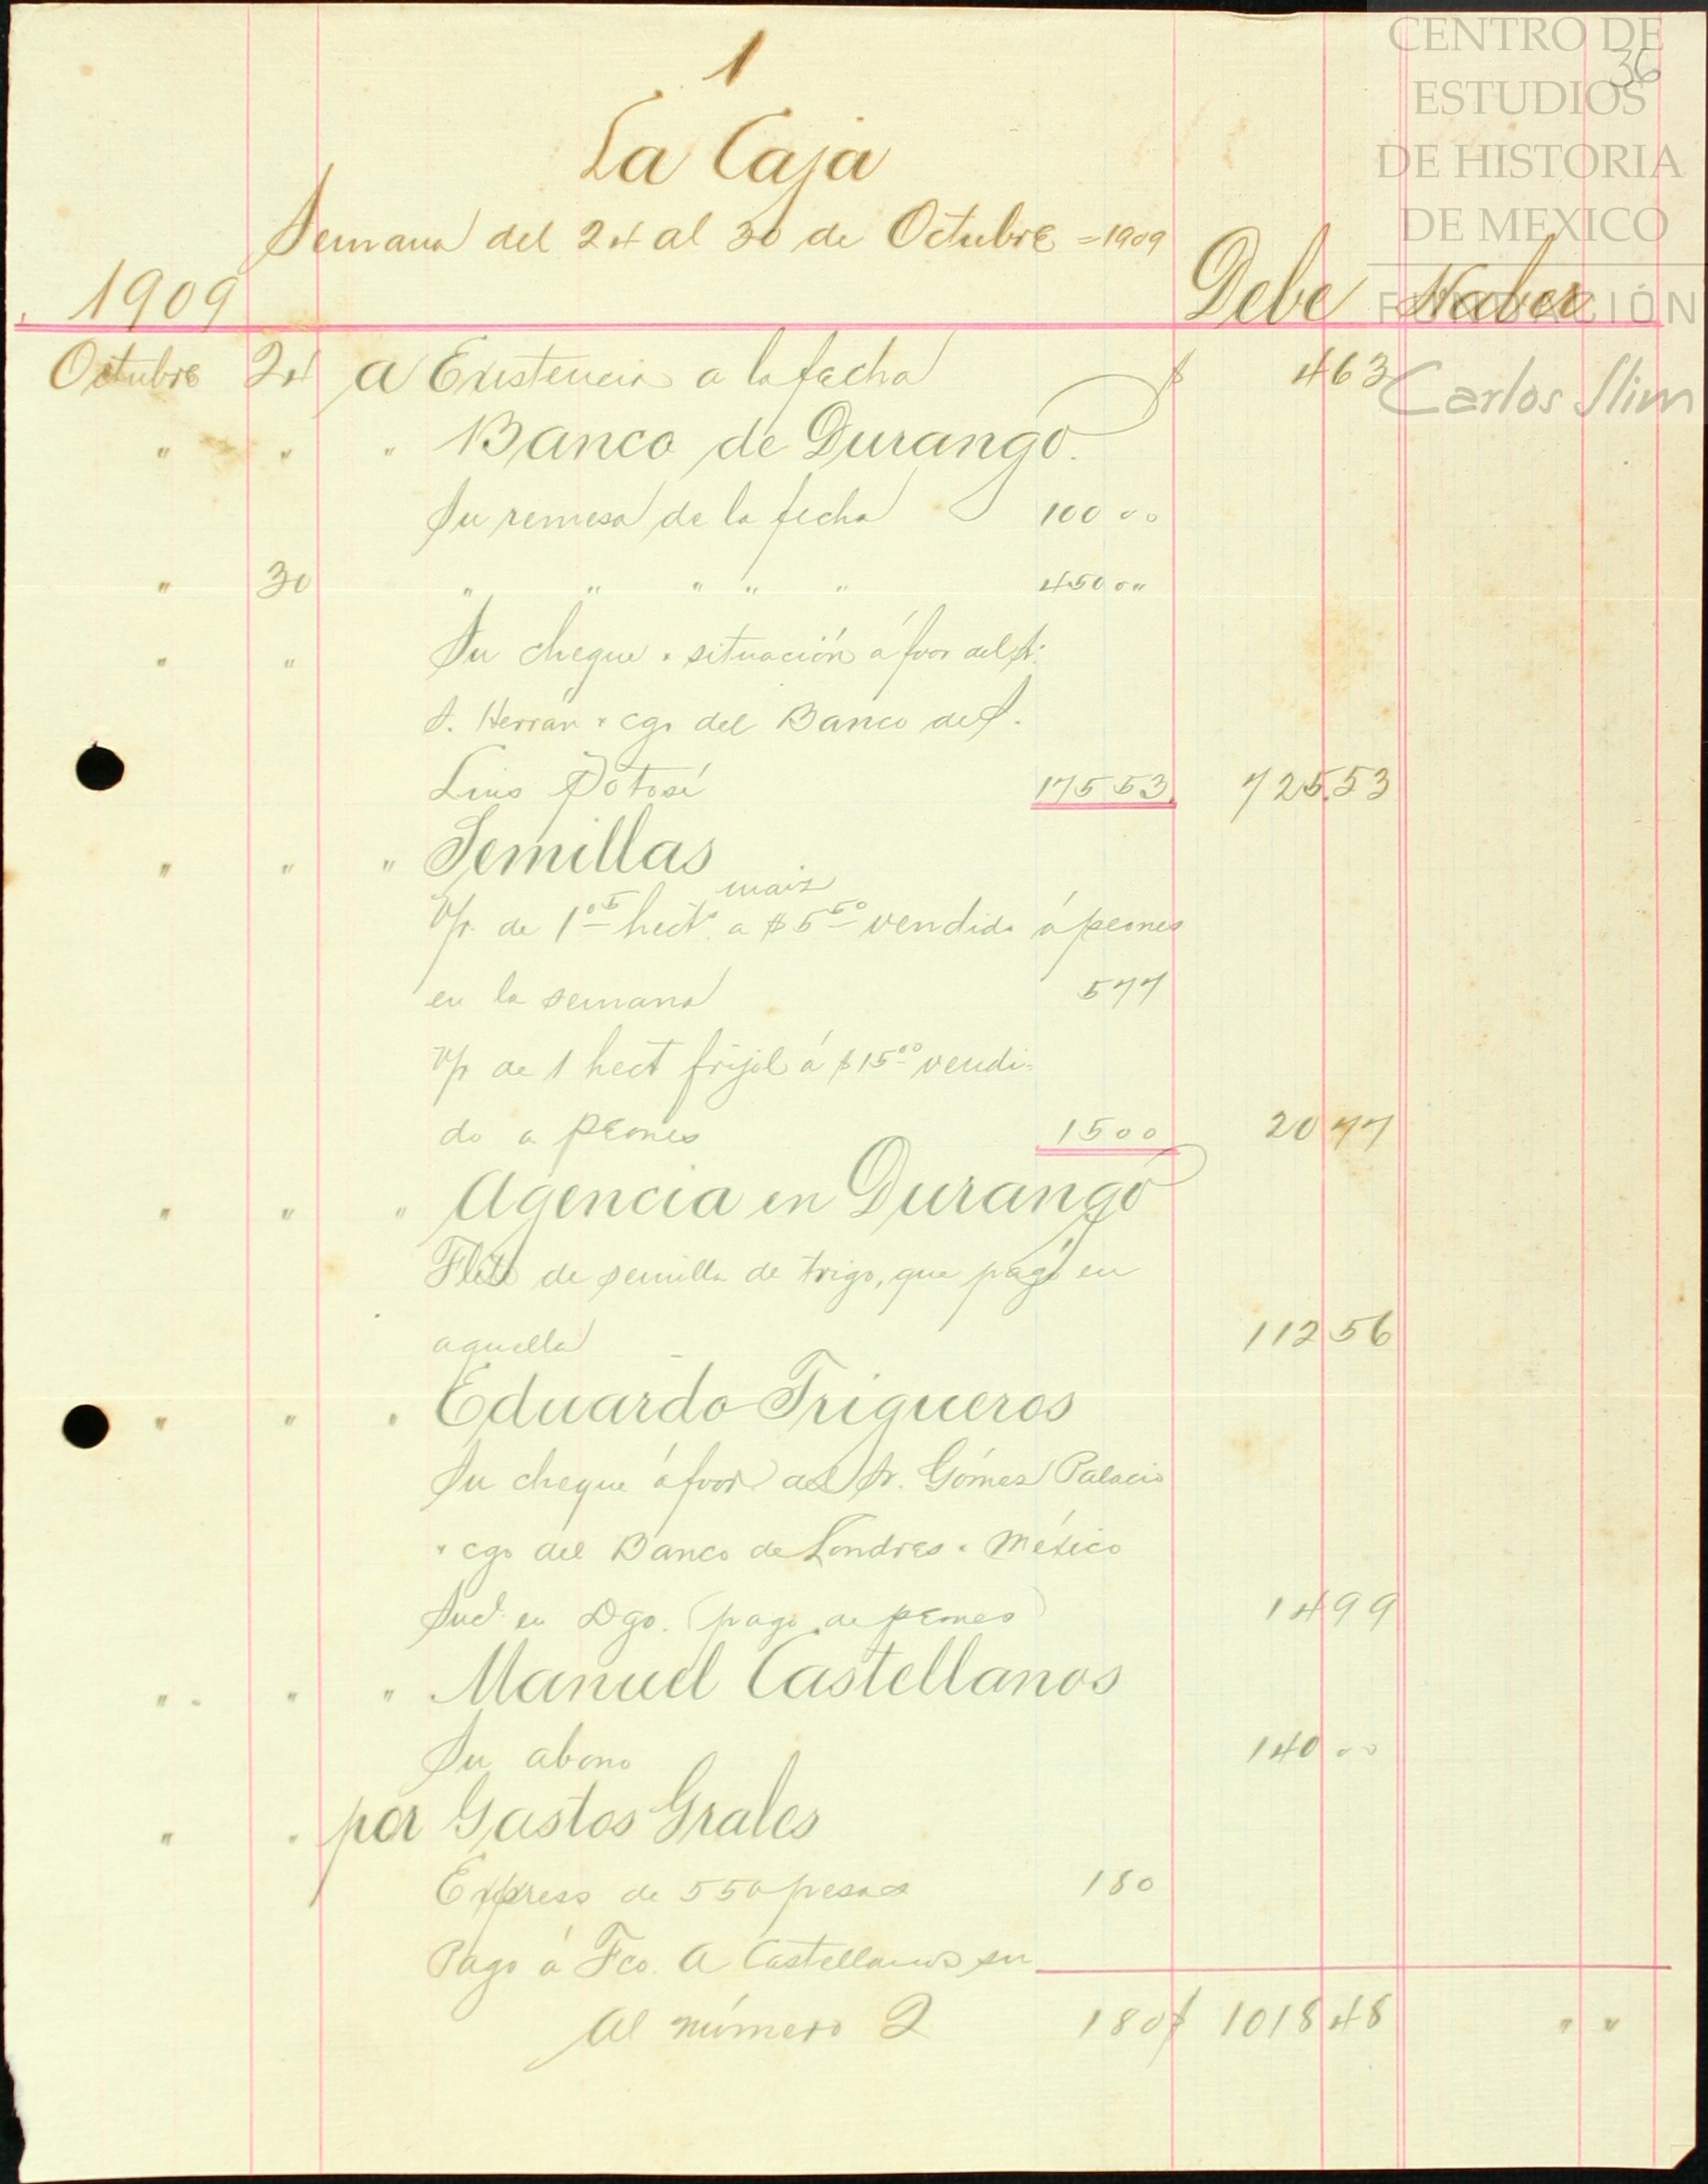 CENTRO DE
ESTUDIOS
DE HISTORIA
DE MEXICO
FUNDACIÓN
Carlos Slim
36
1
La Caja
Semana del 24 al 30 de Octubre = 1909
1909 Debe Haber
Octubre 24 a Existencia a la fecha $ 4 63
" " " Banco de Durango.
Su remesa de la fecha 100 00
" 30 " " " " " 450 00
" " Su cheque s situación á fvor del Sr.
S. Herrán s cgo del Banco de S.
Luis Potosí 175 53 725.53
" " " Semillas
maiz
V/p. de 1 05 hect. a $5 50 vendido á peones
en la semana 5 77
V/p de 1 hect frijol á $15 00 vendi-
do a peones 15 00 20 77
" " " Agencia en Durango
Flete de semilla de trigo, que pagó en
aquella 112 56
" " " Eduardo Trigueros
Su cheque á fvor del Sr. Gómez Palacio
s cgo del Banco de Londres s México
Sucl en Dgo. (pago de peones) 14 99
" " " Manuel Castellanos
Su abono 140 00
" " por Gastos Grales
Express de 550 pesos 1 80
Pago á Fco. A Castellanos su
Al número 2 1 80 $ 1018 48 " "